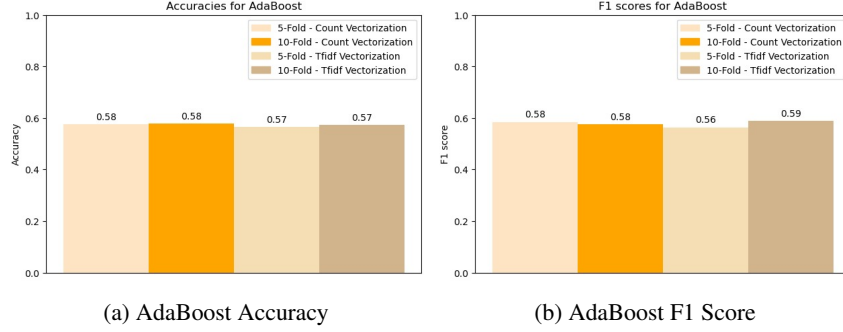 Accuracies for AdaBoost
1.0
0.8
0.6
0.4
0.2
0.0
Accuracy
5-Fold - Count Vectorization
10-Fold - Count Vectorization
5-Fold - Tfidf Vectorization
10-Fold - Tfidf Vectorization
0.58
0.58
0.57
0.57
(a) AdaBoost Accuracy
F1 scores for AdaBoost
1.0
0.8
0.6
0.4
0.2
0.0
F1 score
5-Fold - Count Vectorization
10-Fold - Count Vectorization
5-Fold - Tfidf Vectorization
10-Fold - Tfidf Vectorization
0.58
0.58
0.56
0.59
(b) AdaBoost F1 Score